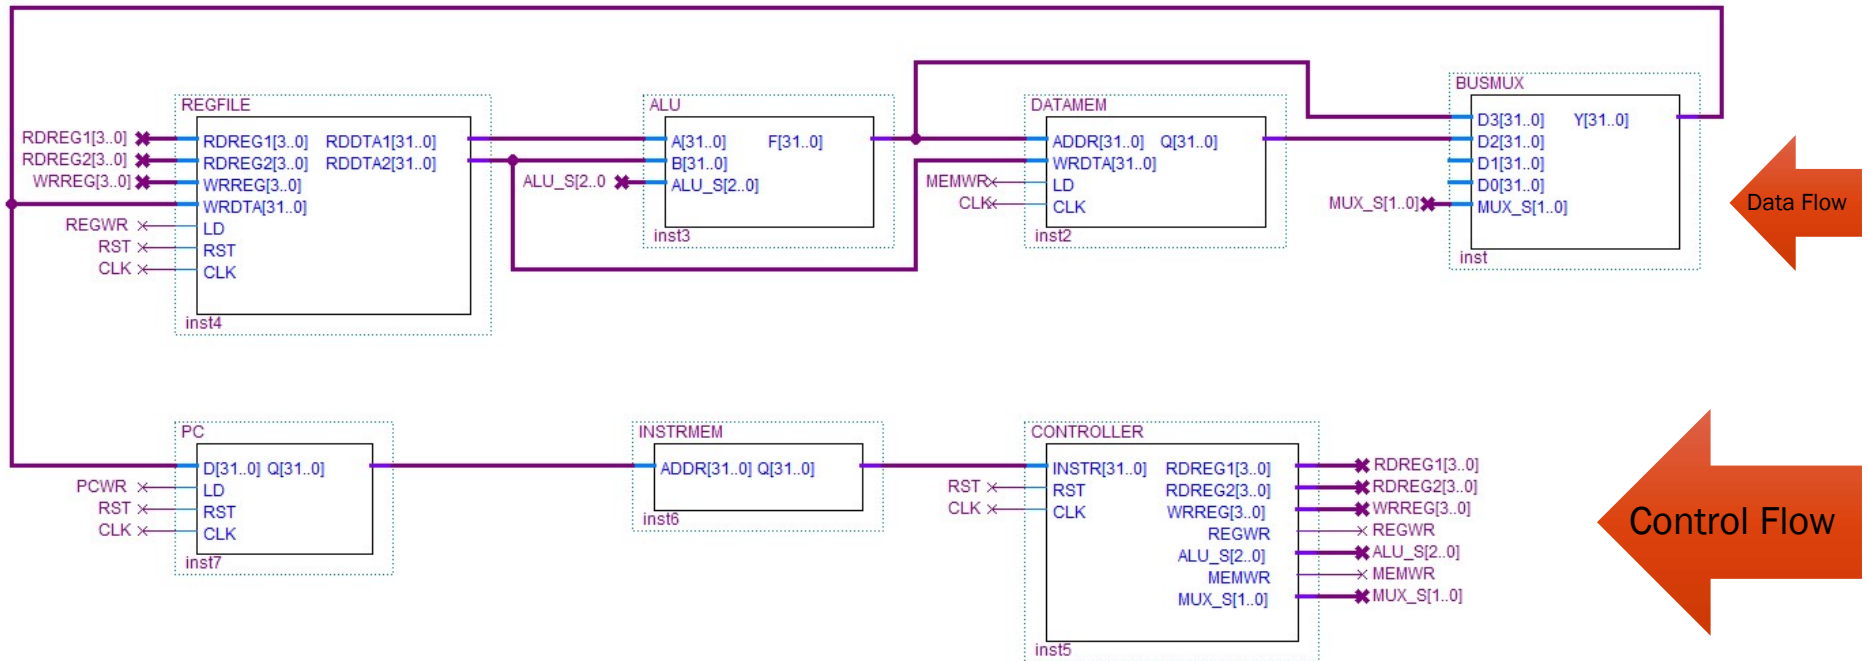 REGFILE
RDREG1[3..0]
RDREG2[3..0]
WRREG[3..0]
REGWR
RST
CLK
RDREG1[3..0] RDDTA1[31..0]
RDREG2[3..0] RDDTA2[31..0]
WRREG[3..0]
WRDTA[31..0]
LD
RST
CLK
inst4
ALU
ALU_S[2..0
A[31..0] F[31..0]
B[31..0]
ALU_S[2..0]
inst3
DATAMEM
MEMWR
CLK
ADDR[31..0] Q[31..0]
WRDTA[31..0]
LD
CLK
inst2
BUSMUX
MUX_S[1..0]
D3[31..0] Y[31..0]
D2[31..0]
D1[31..0]
D0[31..0]
MUX_S[1..0]
inst
Data Flow
PC
PCWR
RST
CLK
D[31..0] Q[31..0]
LD
RST
CLK
inst7
INSTRMEM
ADDR[31..0] Q[31..0]
inst6
CONTROLLER
RST
CLK
INSTR[31..0] RDREG1[3..0]
RST RDREG2[3..0]
CLK WRREG[3..0]
REGWR
ALU_S[2..0]
MEMWR
MUX_S[1..0]
inst5
RDREG1[3..0]
RDREG2[3..0]
WRREG[3..0]
REGWR
ALU_S[2..0]
MEMWR
MUX_S[1..0]
Control Flow